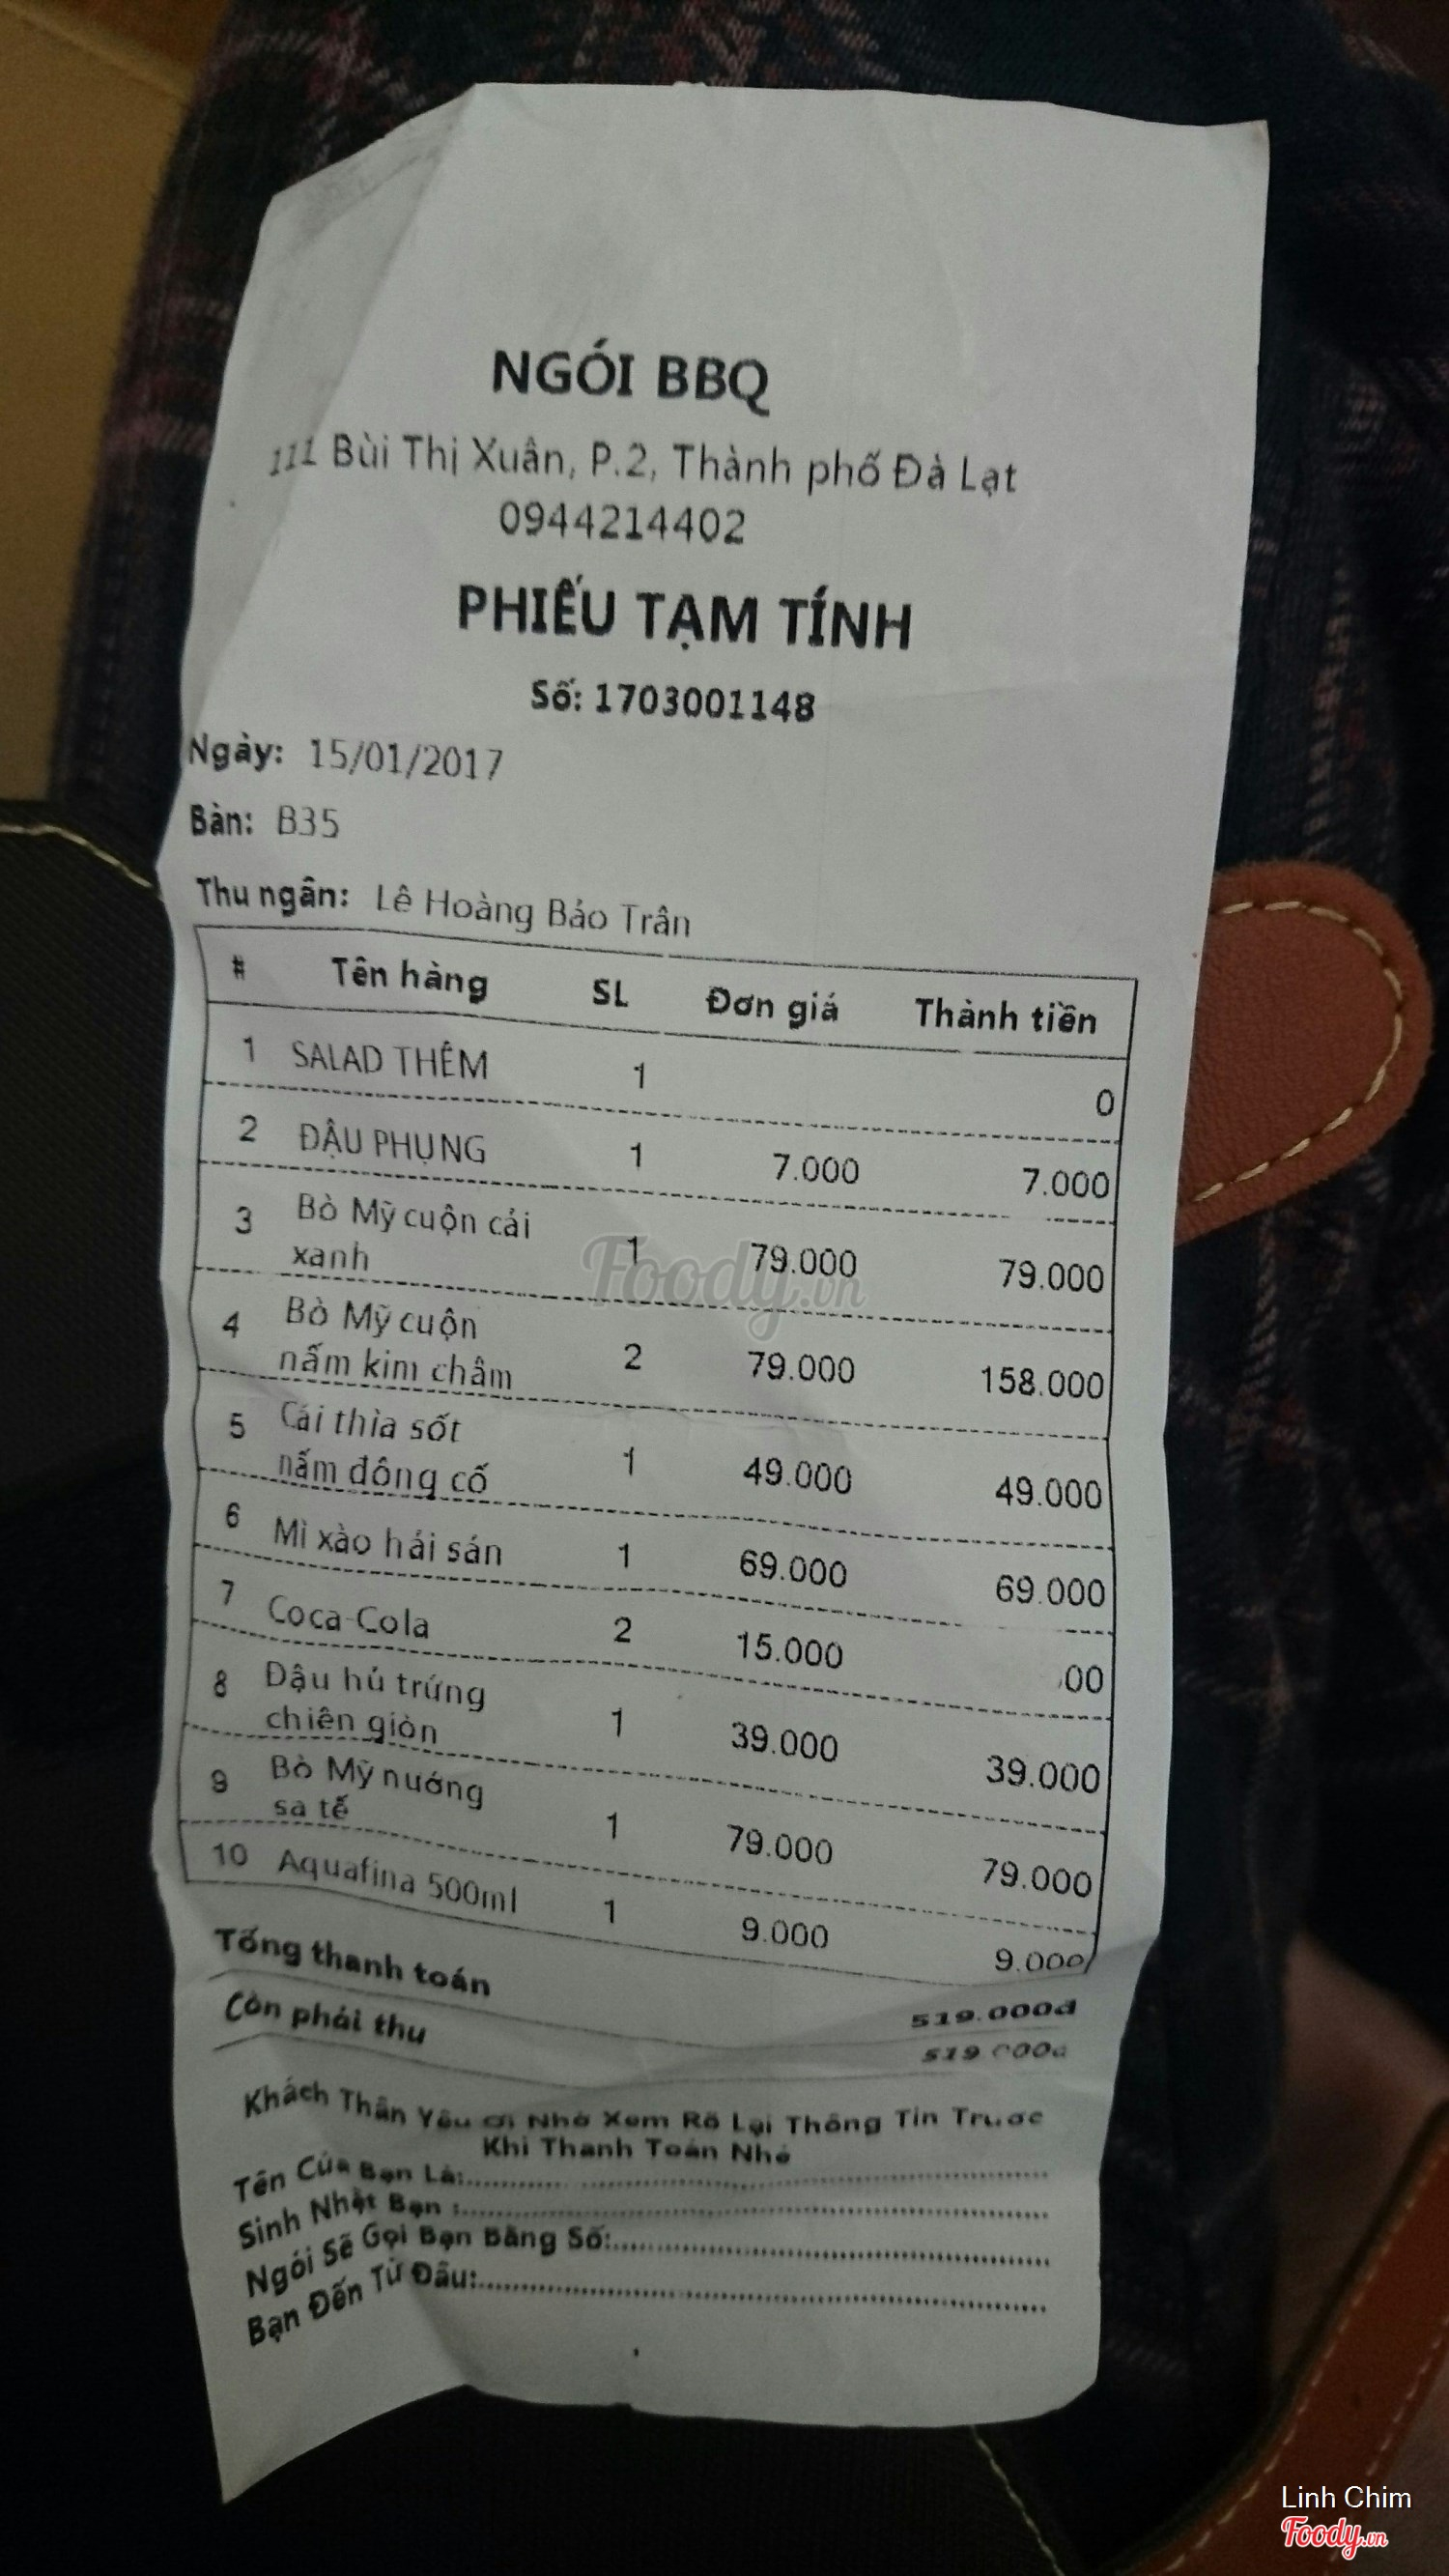 NGÓI BBQ
111 Bùi Thị Xuân, P.2, Thành phố Đà Lạt
0944214402
PHIẾU TẠM TÍNH
Số: 1703001148
Ngày: 15/01/2017
Bàn: B35
Thu ngân: Lê Hoàng Bảo Trân
# Tên hàng SL Đơn giá Thành tiền
1 SALAD THÊM 1 0
2 ĐẬU PHỤNG 1 7.000 7.000
3 Bò Mỹ cuộn cải
xanh 1 79.000 79.000
4 Bò Mỹ cuộn
nấm kim châm 2 79.000 158.000
5 Cải thìa sốt
nấm đông cố 1 49.000 49.000
6 Mì xào hải sản 1 69.000 69.000
7 Coca-Cola 2 15.000 00
8 Đậu hủ trứng
chiên giòn 1 39.000 39.000
9 Bò Mỹ nướng
sa tế 1 79.000 79.000
10 Aquafina 500ml 1 9.000 9.000
Tổng thanh toán 519.000đ
Còn phải thu 519.000đ
Khách Thân Yêu ơi Nhớ Xem Rõ Lại Thông Tin Trước
Khi Thanh Toán Nhé
Tên Của Bạn Là:
Sinh Nhật Bạn :
Ngói Sẽ Gọi Bạn Bằng Số:
Bạn Đến Từ Đâu:
Foody.vn
Linh Chim
Foody.vn